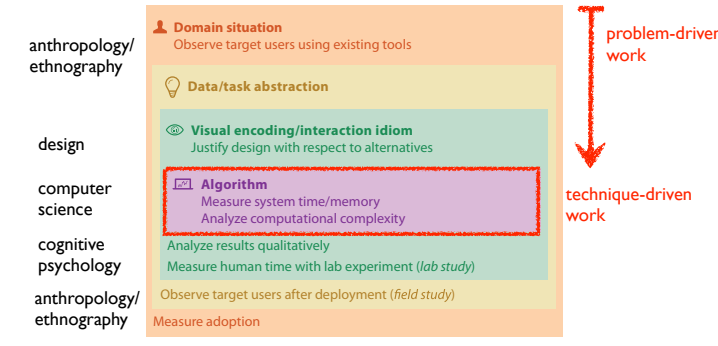 Domain situation
Observe target users using existing tools
problem-driven
work
anthropology/
ethnography
Data/task abstraction
Visual encoding/interaction idiom
Justify design with respect to alternatives
design
Algorithm
Measure system time/memory
Analyze computational complexity
computer
science
technique-driven
work
Analyze results qualitatively
Measure human time with lab experiment (lab study)
cognitive
psychology
Observe target users after deployment (field study)
anthropology/
ethnography
Measure adoption